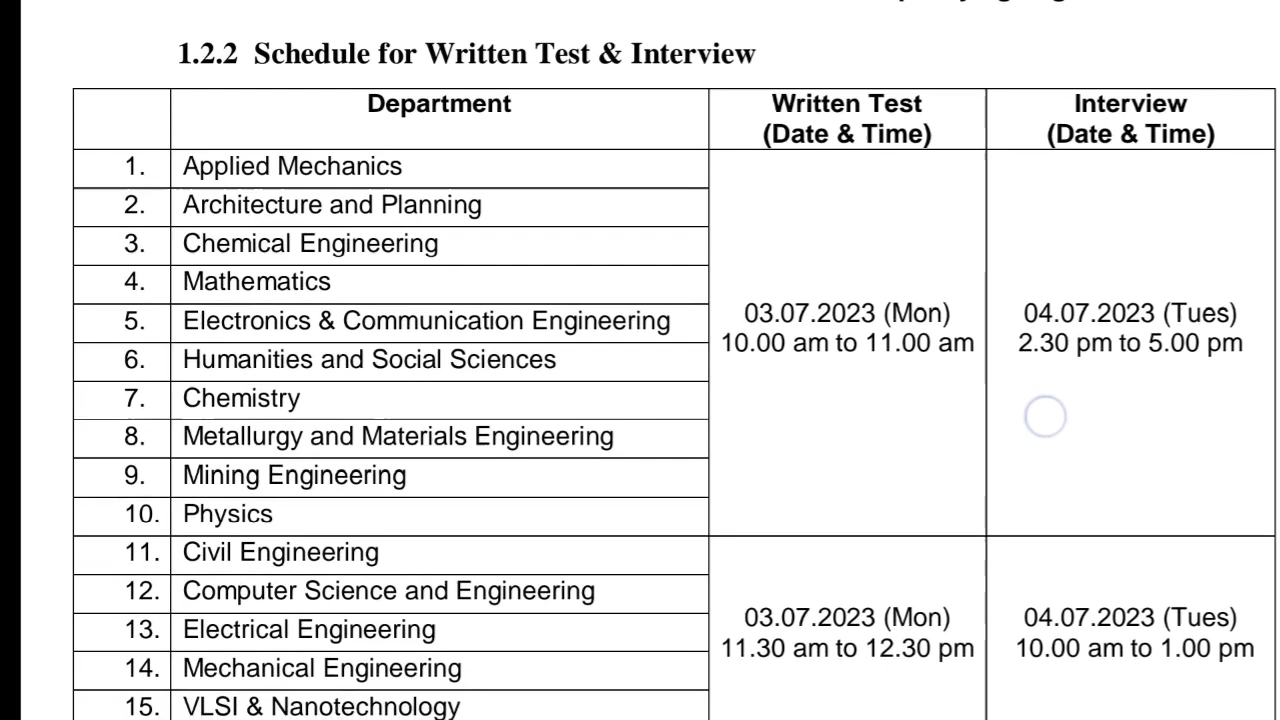 1.2.2 Schedule for Written Test & Interview
Department
Written Test
(Date & Time)
Interview
(Date & Time)
1. Applied Mechanics
2. Architecture and Planning
3. Chemical Engineering
4. Mathematics
5. Electronics & Communication Engineering
6. Humanities and Social Sciences
7. Chemistry
8. Metallurgy and Materials Engineering
9. Mining Engineering
10. Physics
03.07.2023 (Mon)
10.00 am to 11.00 am
04.07.2023 (Tues)
2.30 pm to 5.00 pm
11. Civil Engineering
12. Computer Science and Engineering
13. Electrical Engineering
14. Mechanical Engineering
15. VLSI & Nanotechnology
03.07.2023 (Mon)
11.30 am to 12.30 pm
04.07.2023 (Tues)
10.00 am to 1.00 pm